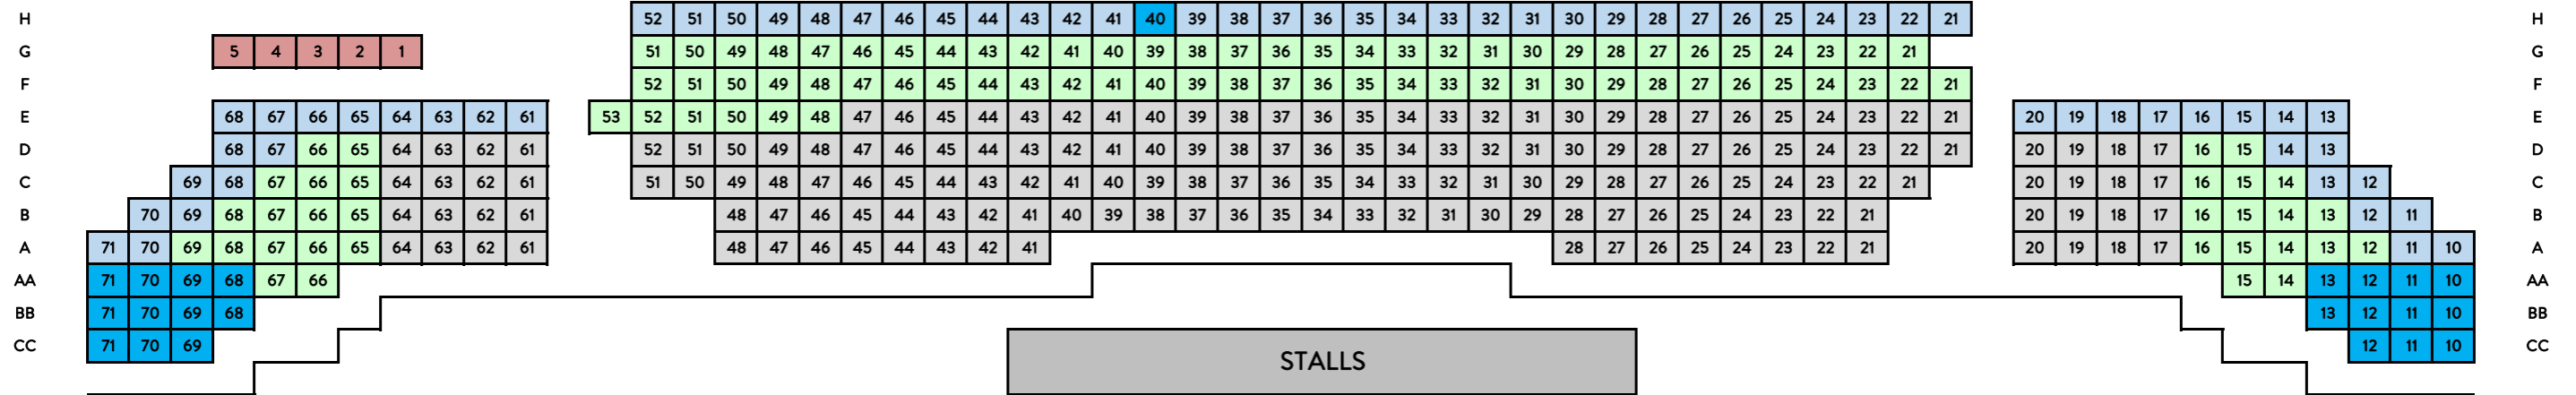 H 52 51 50 49 48 47 46 45 44 43 42 41 40 39 38 37 36 35 34 33 32 31 30 29 28 27 26 25 24 23 22 21 H
G 5 4 3 2 1 51 50 49 48 47 46 45 44 43 42 41 40 39 38 37 36 35 34 33 32 31 30 29 28 27 26 25 24 23 22 21 G
F 52 51 50 49 48 47 46 45 44 43 42 41 40 39 38 37 36 35 34 33 32 31 30 29 28 27 26 25 24 23 22 21 F
E 68 67 66 65 64 63 62 61 53 52 51 50 49 48 47 46 45 44 43 42 41 40 39 38 37 36 35 34 33 32 31 30 29 28 27 26 25 24 23 22 21 20 19 18 17 16 15 14 13 E
D 68 67 66 65 64 63 62 61 52 51 50 49 48 47 46 45 44 43 42 41 40 39 38 37 36 35 34 33 32 31 30 29 28 27 26 25 24 23 22 21 20 19 18 17 16 15 14 13 D
C 69 68 67 66 65 64 63 62 61 51 50 49 48 47 46 45 44 43 42 41 40 39 38 37 36 35 34 33 32 31 30 29 28 27 26 25 24 23 22 21 20 19 18 17 16 15 14 13 12 C
B 70 69 68 67 66 65 64 63 62 61 48 47 46 45 44 43 42 41 40 39 38 37 36 35 34 33 32 31 30 29 28 27 26 25 24 23 22 21 20 19 18 17 16 15 14 13 12 11 B
A 71 70 69 68 67 66 65 64 63 62 61 48 47 46 45 44 43 42 41 28 27 26 25 24 23 22 21 20 19 18 17 16 15 14 13 12 11 10 A
AA 71 70 69 68 67 66 15 14 13 12 11 10 AA
BB 71 70 69 68 13 12 11 10 BB
CC 71 70 69 12 11 10 CC
STALLS